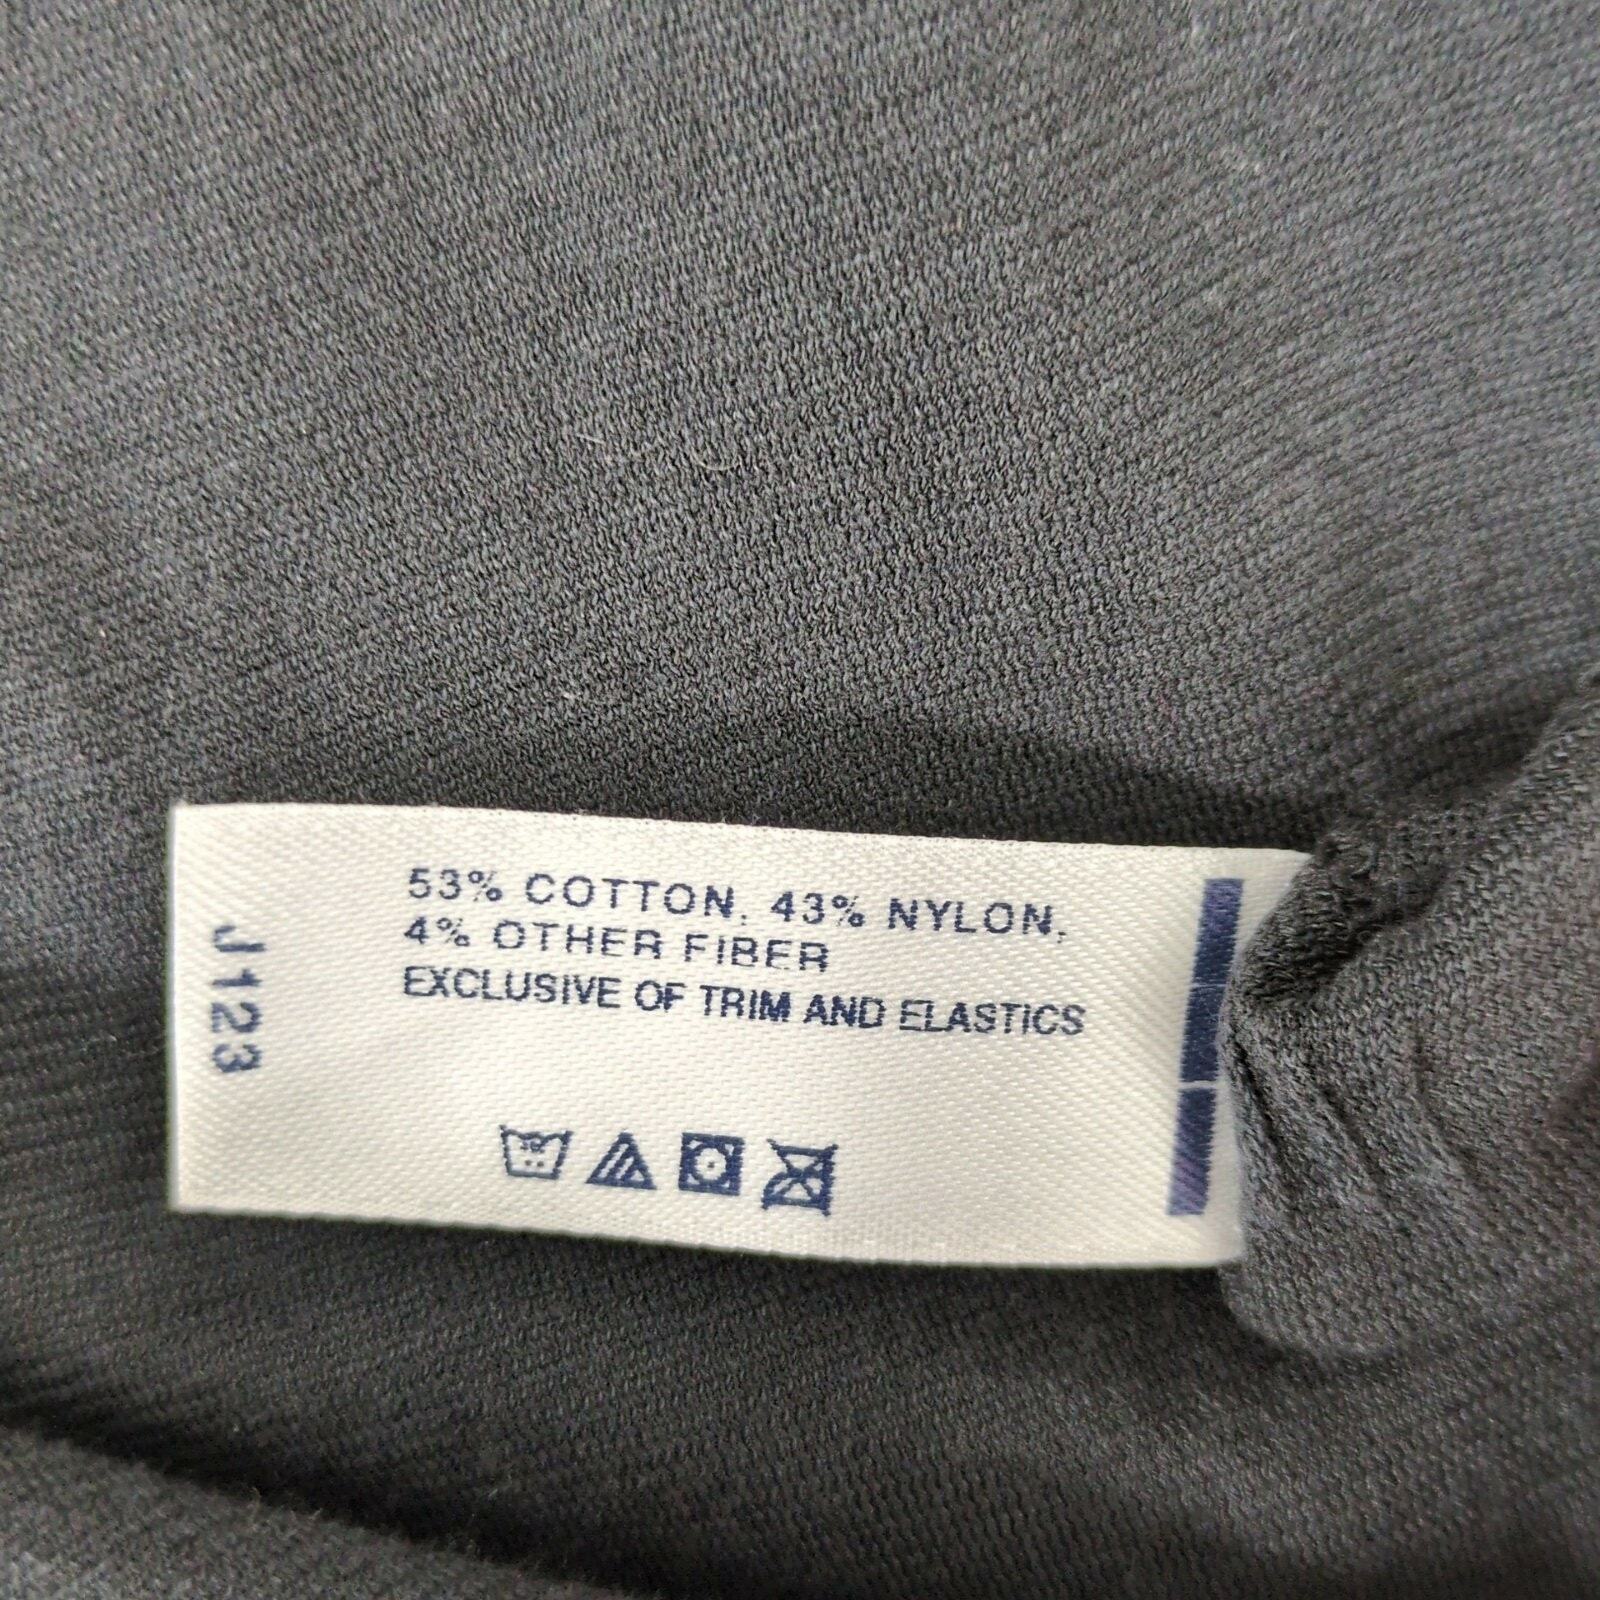 53% COTTON, 43% NYLON,
4% OTHER FIBER
EXCLUSIVE OF TRIM AND ELASTICS
J123